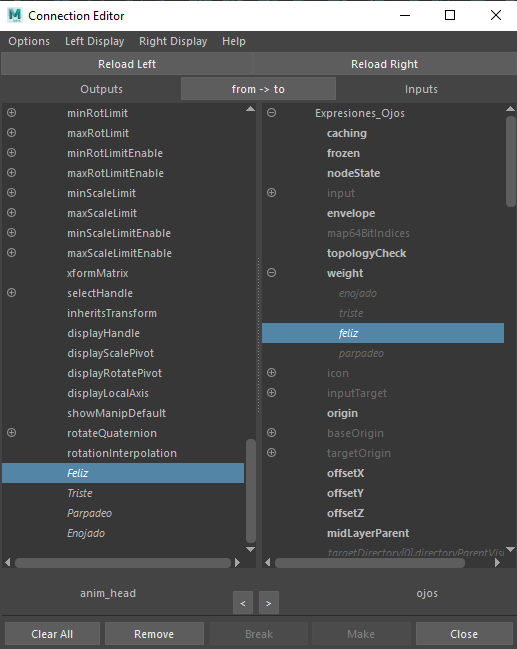 Connection Editor
Options Left Display Right Display Help
Reload Left Reload Right
Outputs from -> to Inputs
minRotLimit Expresiones_Ojos
maxRotLimit caching
minRotLimitEnable frozen
maxRotLimitEnable nodeState
minScaleLimit input
maxScaleLimit envelope
minScaleLimitEnable map64BitIndices
maxScaleLimitEnable topologyCheck
xformMatrix weight
selectHandle enojado
inheritsTransform triste
displayHandle feliz
displayScalePivot parpadeo
displayRotatePivot icon
displayLocalAxis inputTarget
showManipDefault origin
rotateQuaternion baseOrigin
rotationInterpolation targetOrigin
Feliz offsetX
Triste offsetY
Parpadeo offsetZ
Enojado midLayerParent
targetDirectory[0].directoryParentVisi
anim_head < > ojos
Clear All Remove Break Make Close